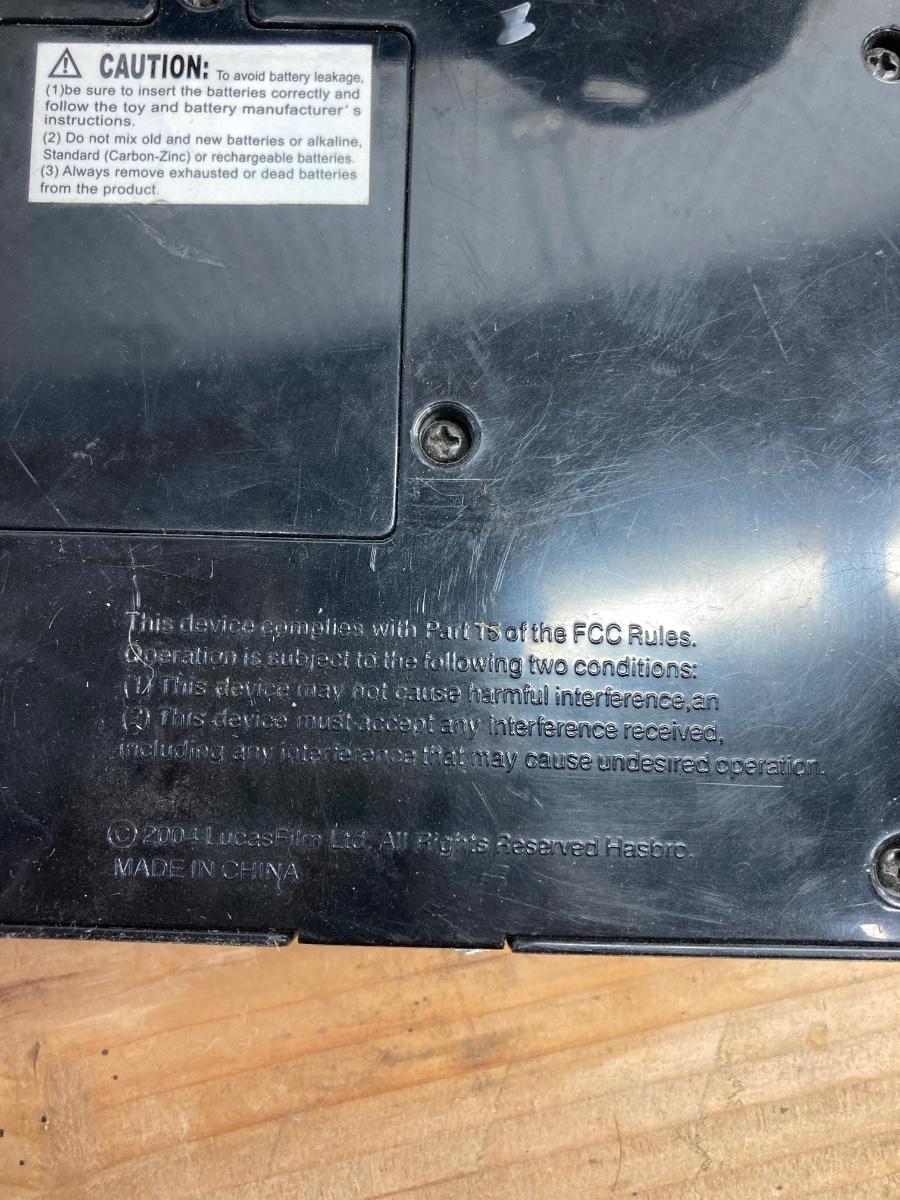 CAUTION: To avoid battery leakage,
(1)be sure to insert the batteries correctly and
follow the toy and battery manufacturer's
instructions.
(2) Do not mix old and new batteries or alkaline,
Standard (Carbon-Zinc) or rechargeable batteries.
(3) Always remove exhausted or dead batteries
from the product.
This device complies with Part 15 of the FCC Rules.
Operation is subject to the following two conditions:
(1) This device may not cause harmful interference,an
(2) This device must accept any interference received,
including any interference that may cause undesired operation.
© 2004 LucasFilm Ltd. All Rights Reserved Hasbro.
MADE IN CHINA